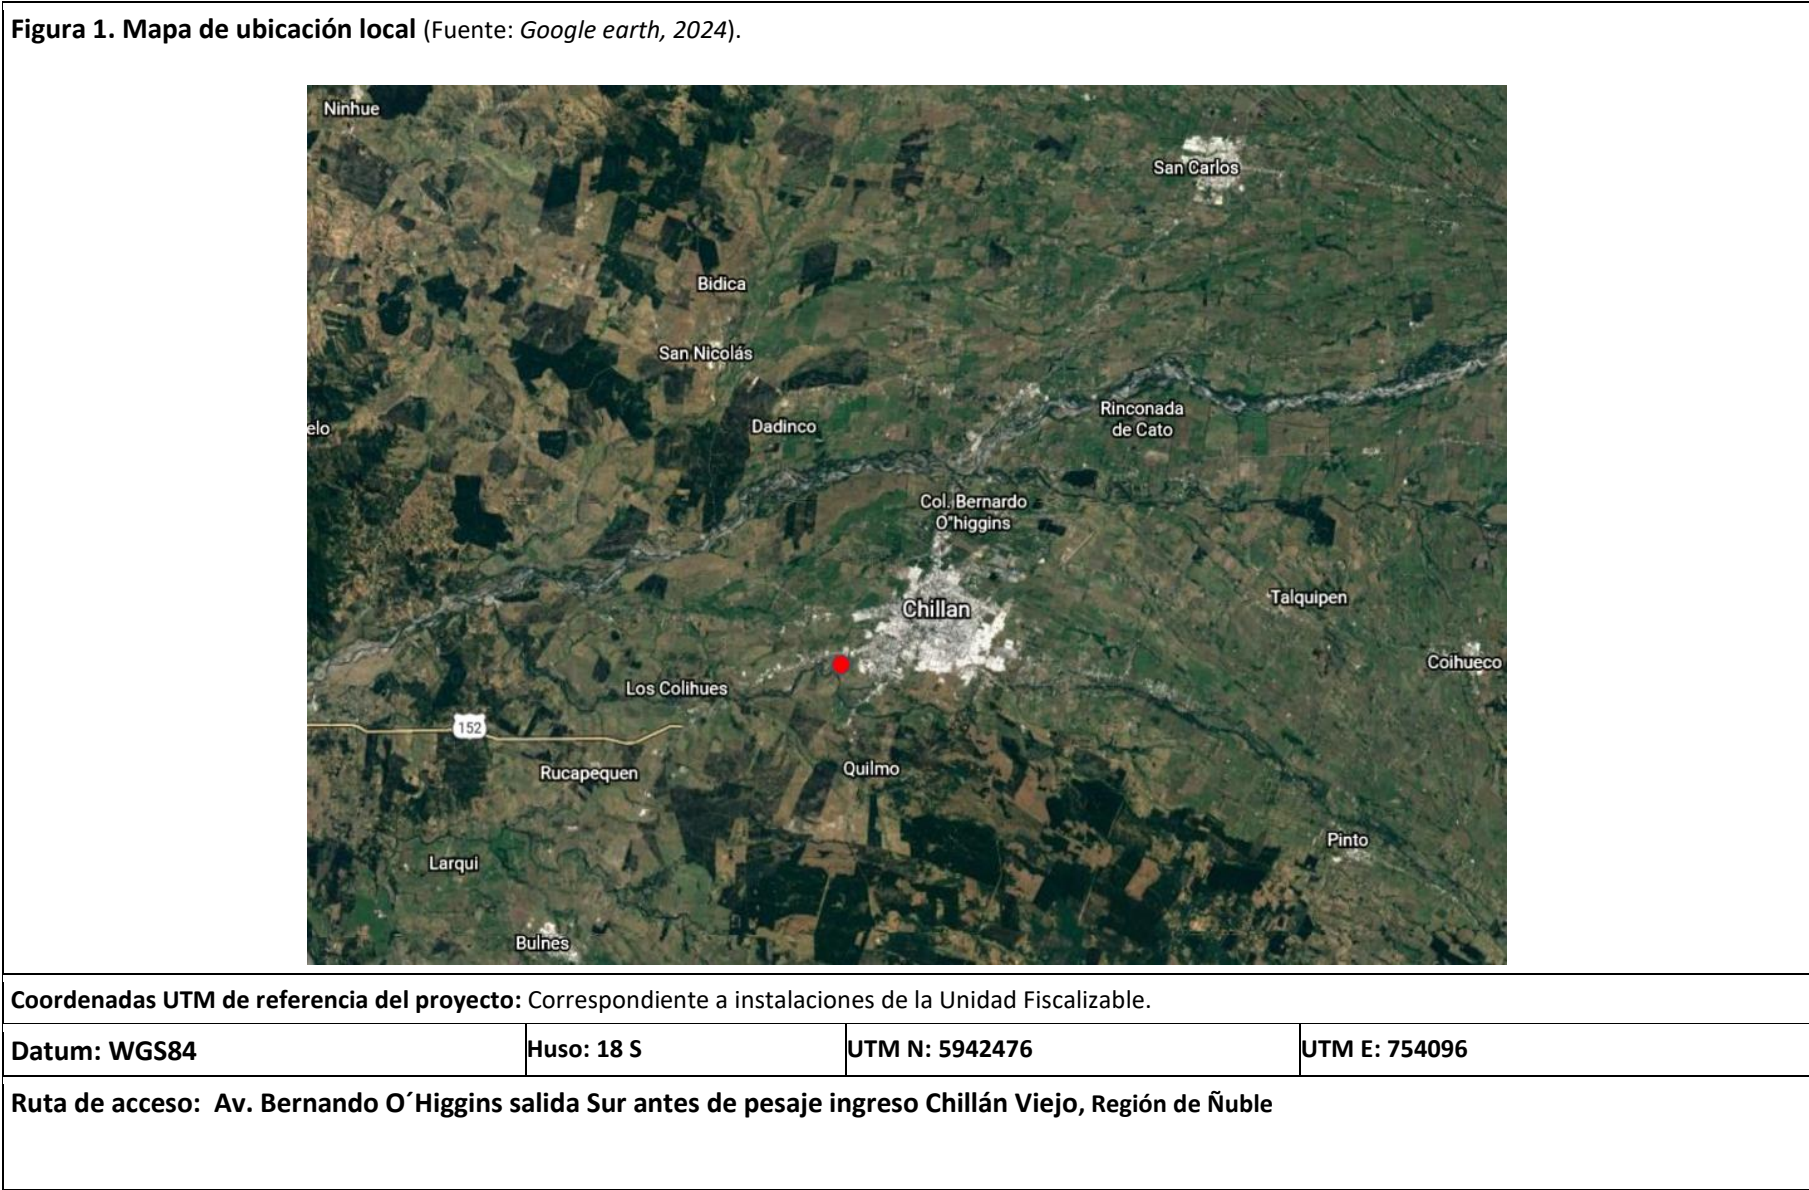 Figura 1. Mapa de ubicación local (Fuente: Google earth, 2024).
Ninhue
San Carlos
Bidica
San Nicolás
Rinconada
de Cato
elo
Dadinco
Col. Bernardo
O"higgins
Chillan
Talquipen
Coihueco
Los Colihues
152
Rucapequen
Quilmo
Pinto
Larqui
Bulnes
Coordenadas UTM de referencia del proyecto: Correspondiente a instalaciones de la Unidad Fiscalizable.
Datum: WGS84
Huso: 18 S
UTM N: 5942476
UTM E: 754096
Ruta de acceso: Av. Bernando O´Higgins salida Sur antes de pesaje ingreso Chillán Viejo, Región de Ñuble